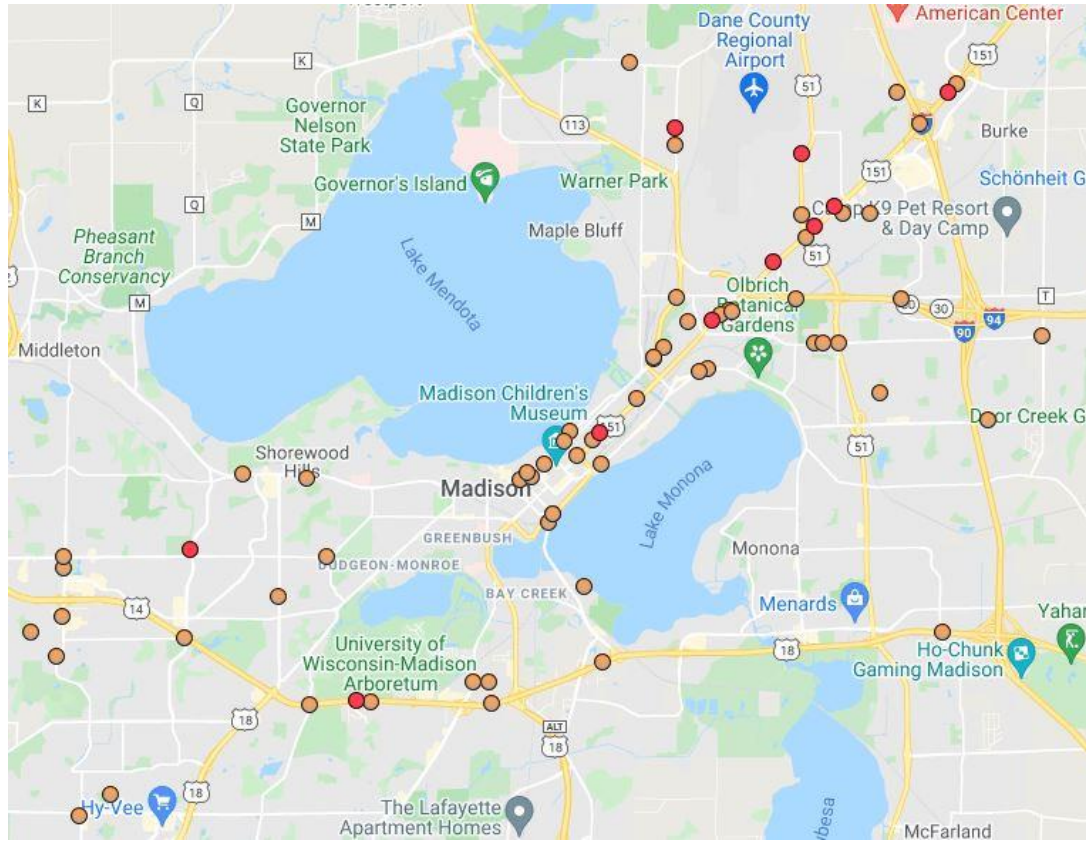 American Center
Dane County
Regional
Airport
151
51
K
K
Q
Governor
Nelson
State Park
113
Burke
151
Governor's Island
Warner Park
Schönheit G
Q
M
K9 Pet Resort
& Day Camp
Maple Bluff
Pheasant
Branch
Conservancy
Lake Mendota
51
M
Olbrich
Botanical
Gardens
30
T
90
94
Middleton
Madison Children's
Museum
151
Door Creek G
51
Shorewood
Hills
Madison
Lake Monona
GREENBUSH
Monona
DUDGEON-MONROE
BAY CREEK
Menards
14
Yahar
University of
Wisconsin-Madison
Arboretum
18
Ho-Chunk
Gaming Madison
18
ALT
18
18
Hy-Vee
The Lafayette
Apartment Homes
McFarland